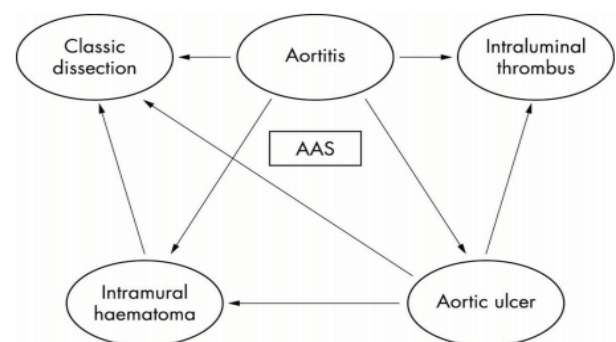 Classic
dissection
Aortitis
Intraluminal
thrombus
AAS
Intramural
haematoma
Aortic ulcer